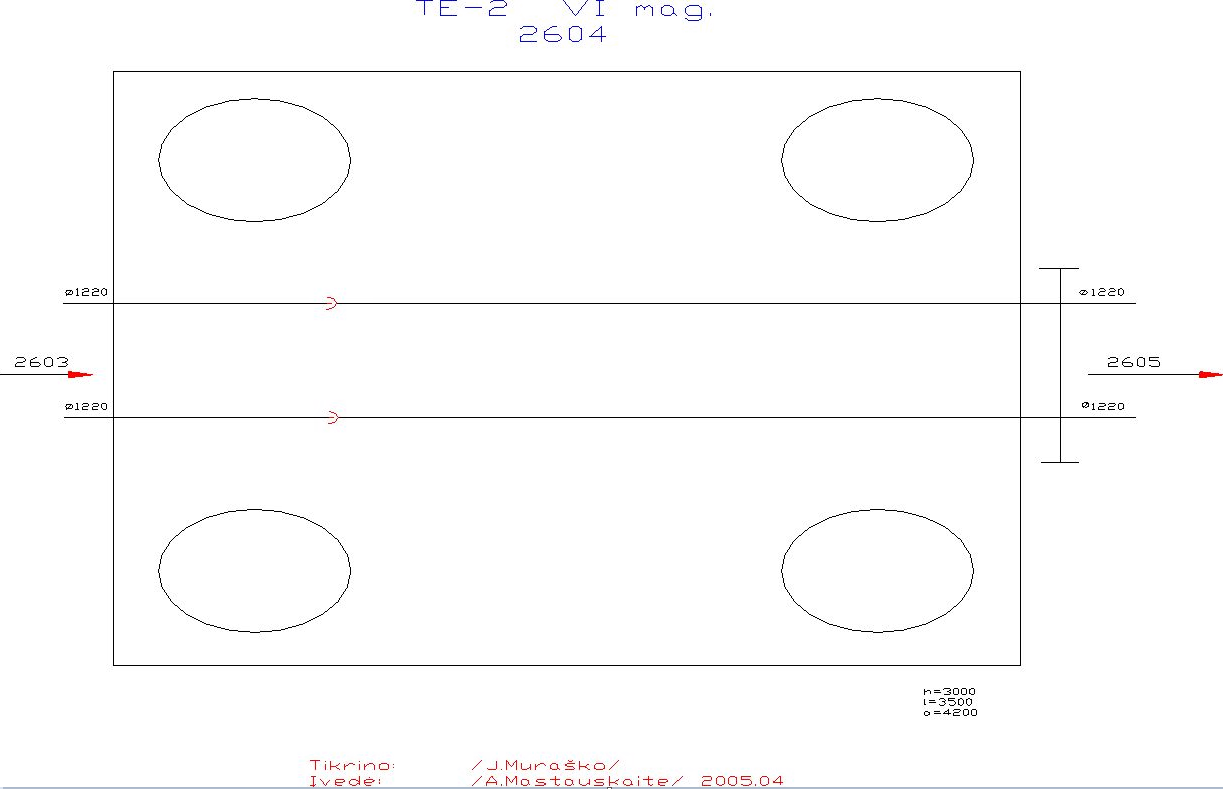 TE-2 VI mag.
2604
ø1220
ø1220
2603
2605
ø1220
ø1220
h=3000
l=3500
a=4200
Tikrino: /J.Muraško/
Įvedė: /A.Mastauskaite/ 2005.04